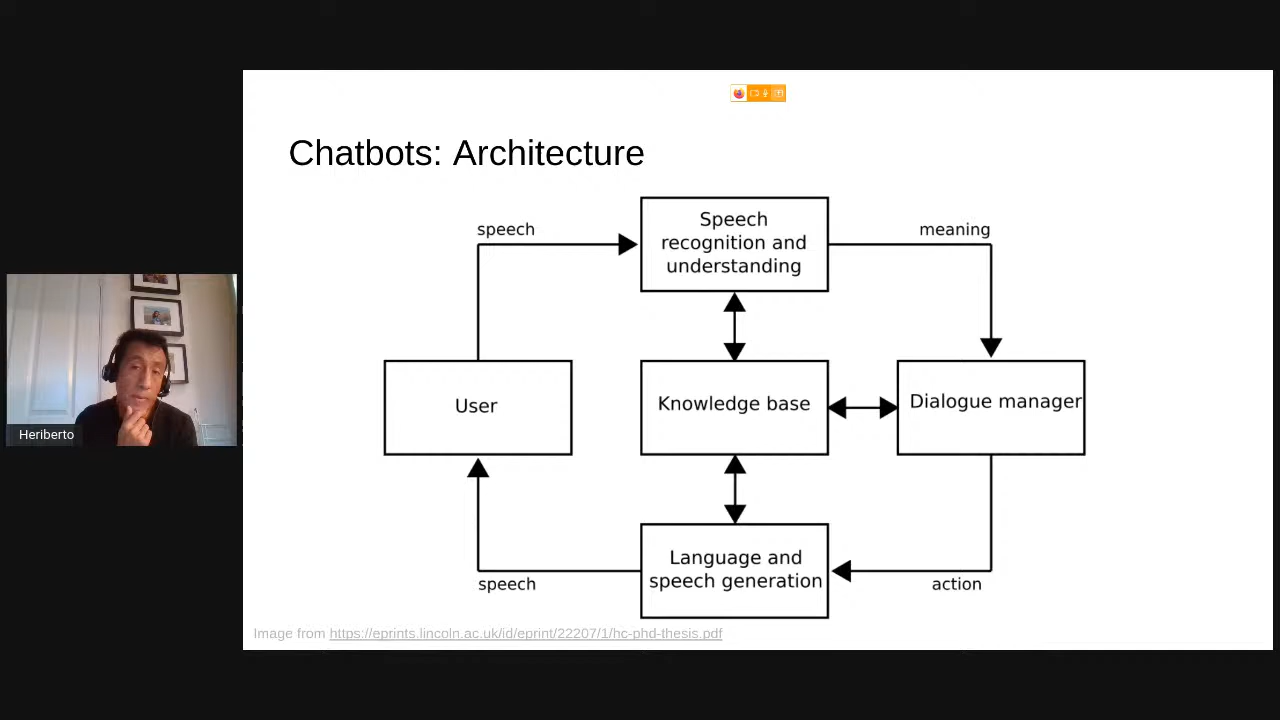 Chatbots: Architecture
speech
Speech
recognition and
understanding
meaning
User
Knowledge base
Dialogue manager
Heriberto
Language and
speech generation
speech
action
Image from https://eprints.lincoln.ac.uk/id/eprint/22207/1/hc-phd-thesis.pdf